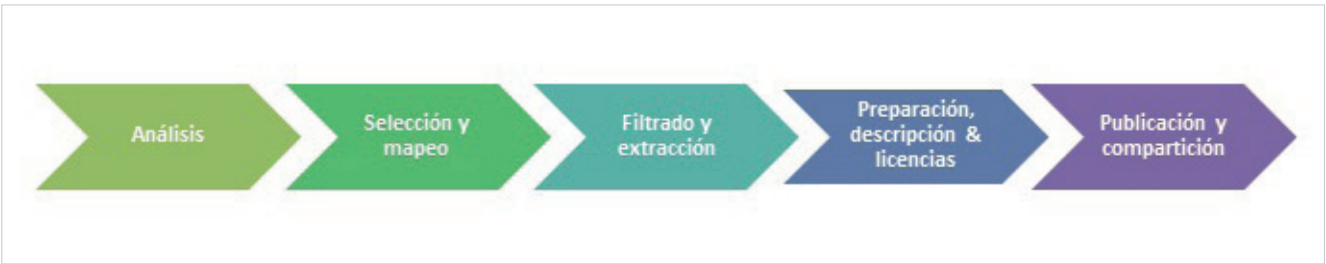 Análisis
Selección y
mapeo
Filtrado y
extracción
Preparación,
descripción &
licencias
Publicación y
compartición